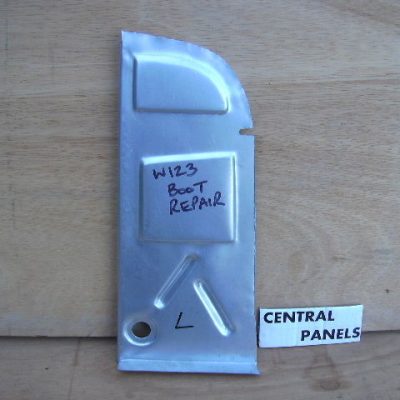 W123
BOOT
REPAIR
L
CENTRAL
PANELS